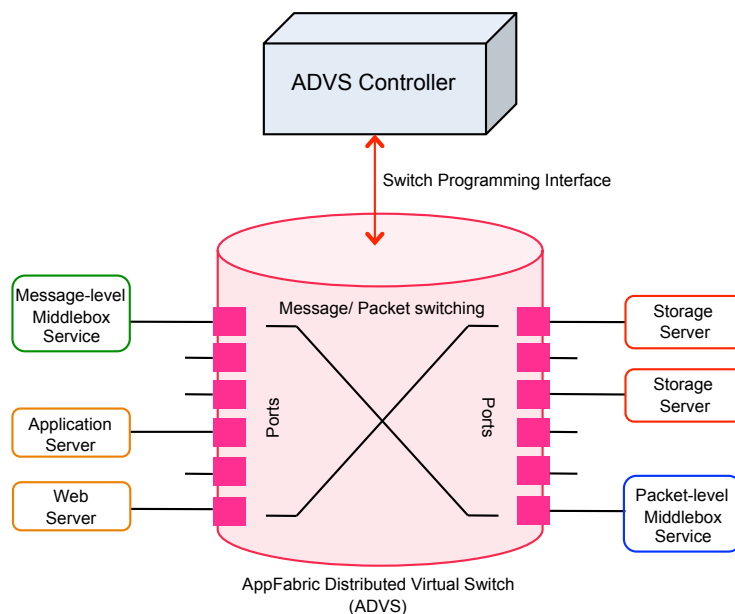 ADVS Controller
Switch Programming Interface
Message/ Packet switching
Message-level
Middlebox
Service
Application
Server
Web
Server
Ports
Ports
Storage
Server
Storage
Server
Packet-level
Middlebox
Service
AppFabric Distributed Virtual Switch
(ADVS)